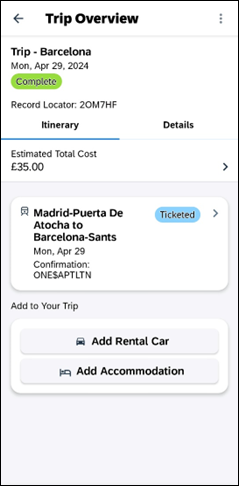 Trip Overview
Trip - Barcelona
Mon, Apr 29, 2024
Complete
Record Locator: 2OM7HF
Itinerary
Details
Estimated Total Cost
£35.00
Madrid-Puerta De
Atocha to
Barcelona-Sants
Ticketed
Mon, Apr 29
Confirmation:
ONE$APTLTN
Add to Your Trip
Add Rental Car
Add Accommodation